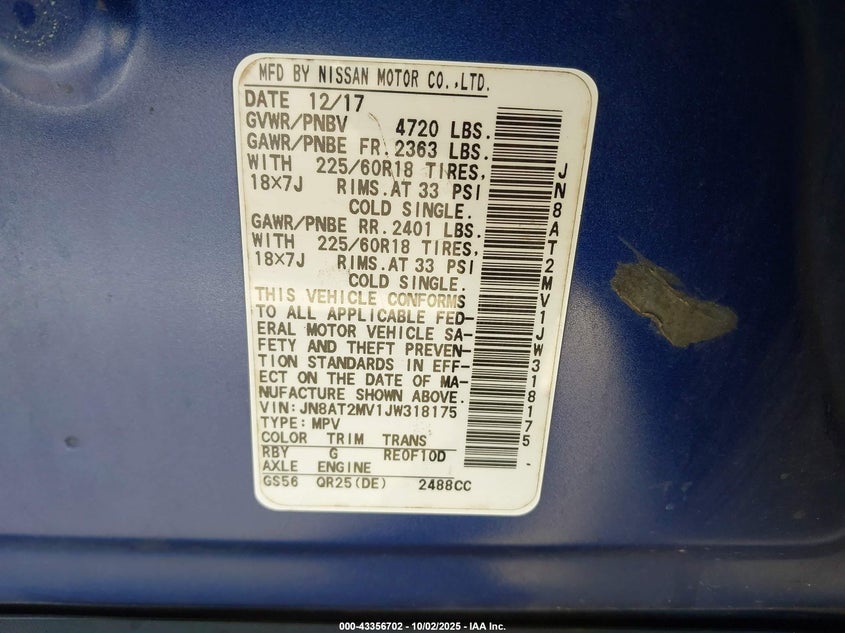 MFD BY NISSAN MOTOR CO.,LTD.
DATE 12/17
GVWR/PNBV 4720 LBS.
GAWR/PNBE FR. 2363 LBS.
WITH 225/60R18 TIRES,
18×7J RIMS. AT 33 PSI
COLD SINGLE.
GAWR/PNBE RR. 2401 LBS.
WITH 225/60R18 TIRES,
18×7J RIMS. AT 33 PSI
COLD SINGLE.
THIS VEHICLE CONFORMS
TO ALL APPLICABLE FED-
ERAL MOTOR VEHICLE SA-
FETY AND THEFT PREVEN-
TION STANDARDS IN EFF-
ECT ON THE DATE OF MA-
NUFACTURE SHOWN ABOVE.
VIN:JN8AT2MV1JW318175
TYPE:MPV
COLOR TRIM TRANS
RBY G RE0F10D
AXLE ENGINE
GS56 QR25(DE) 2488CC
JN8AT2MV1JW318175-
000-43356702 - 10/02/2025 - IAA Inc.